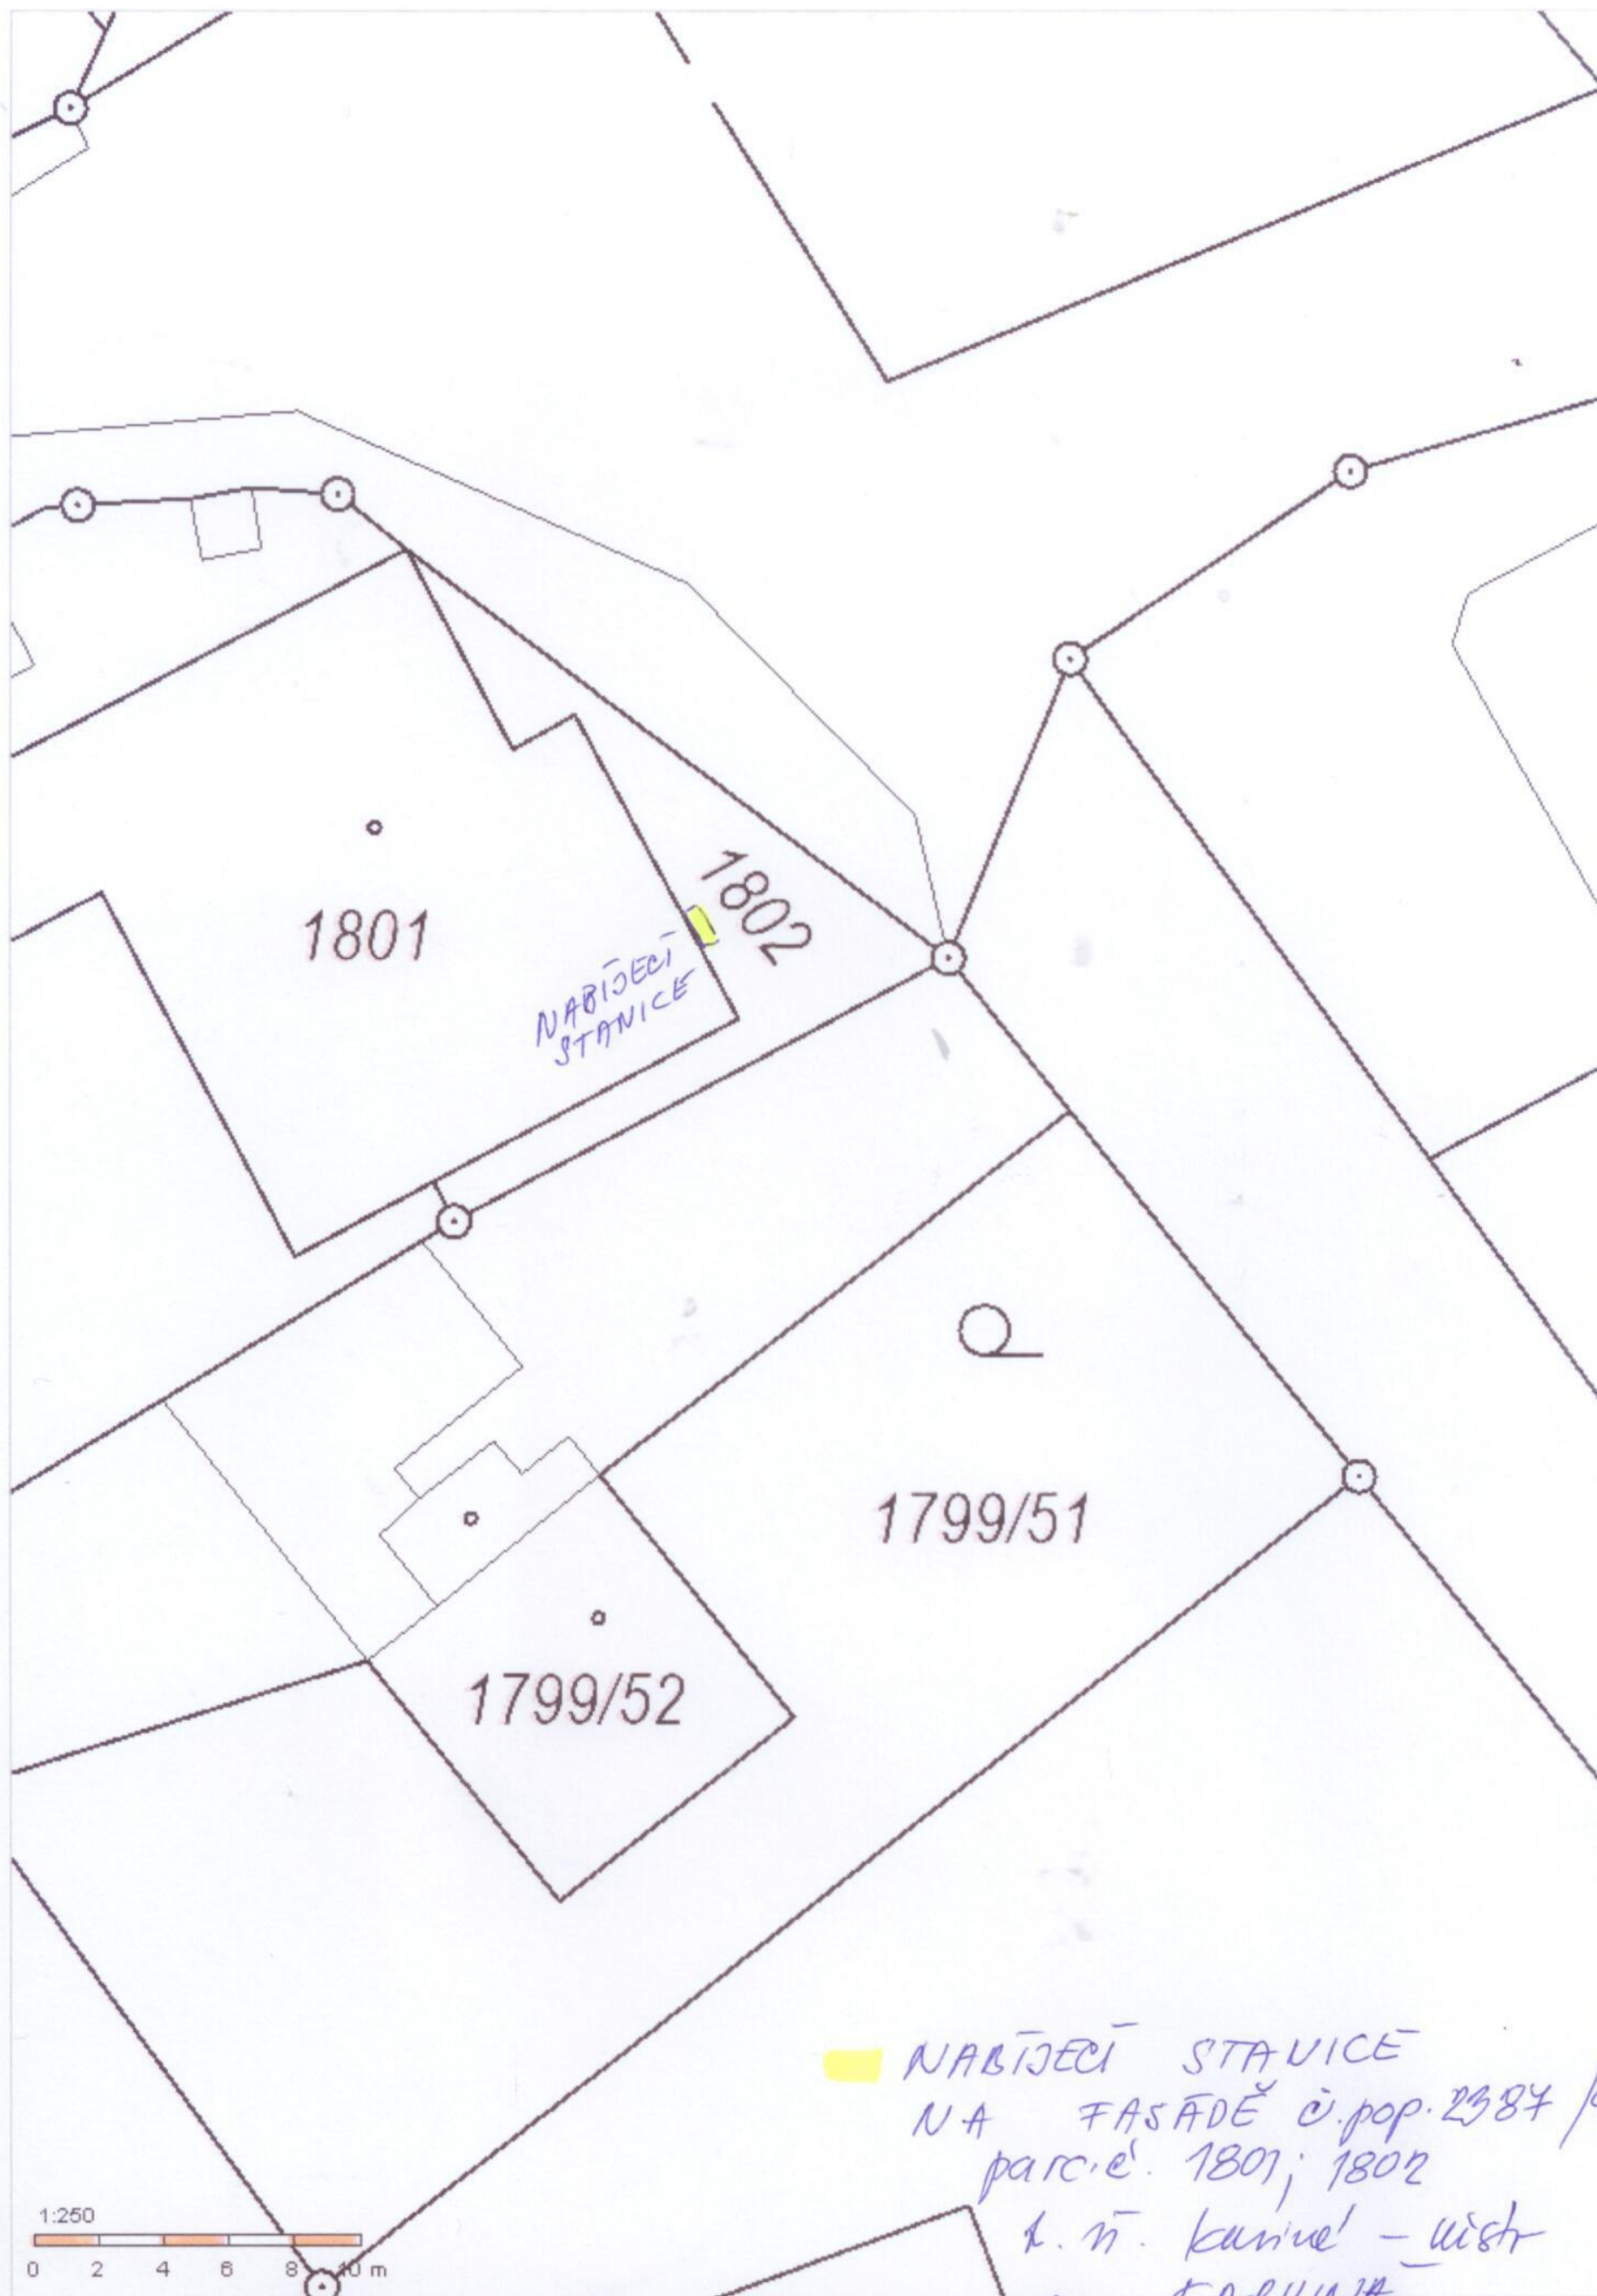 1801
1802
NABÍJECÍ
STANICE
1799/51
1799/52
NABÍJECÍ STANICE
NA FASÁDĚ č.pop. 2387/
parc.č. 1801; 1802
1:250
0 2 4 6 8 10 m